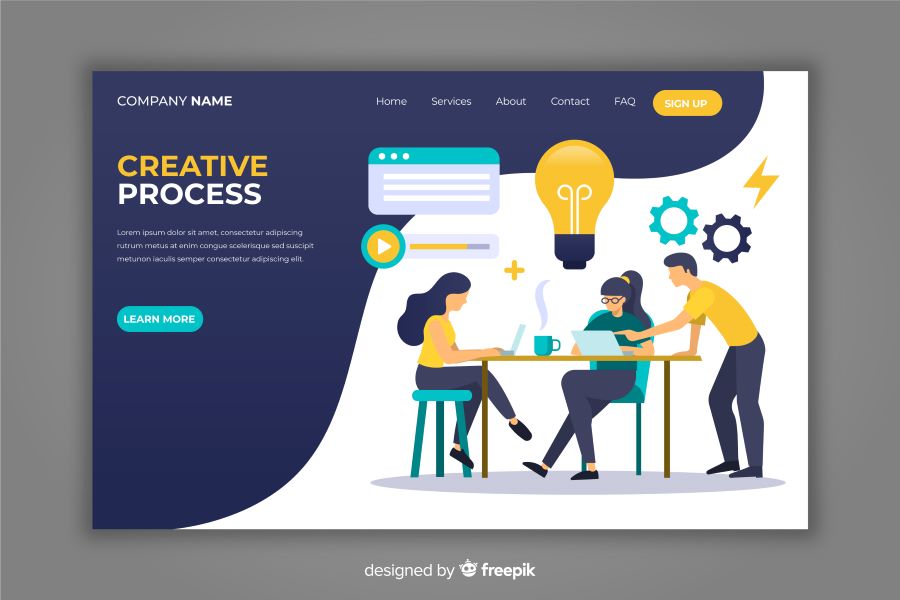 COMPANY NAME
Home Services About Contact FAQ SIGN UP
CREATIVE
PROCESS
Lorem ipsum dolor sit amet, consectetur adipiscing
rutrum metus at enim congue scelerisque sed suscipit
metunon iaculis semper consectetur adipiscing elit.
LEARN MORE
designed by freepik